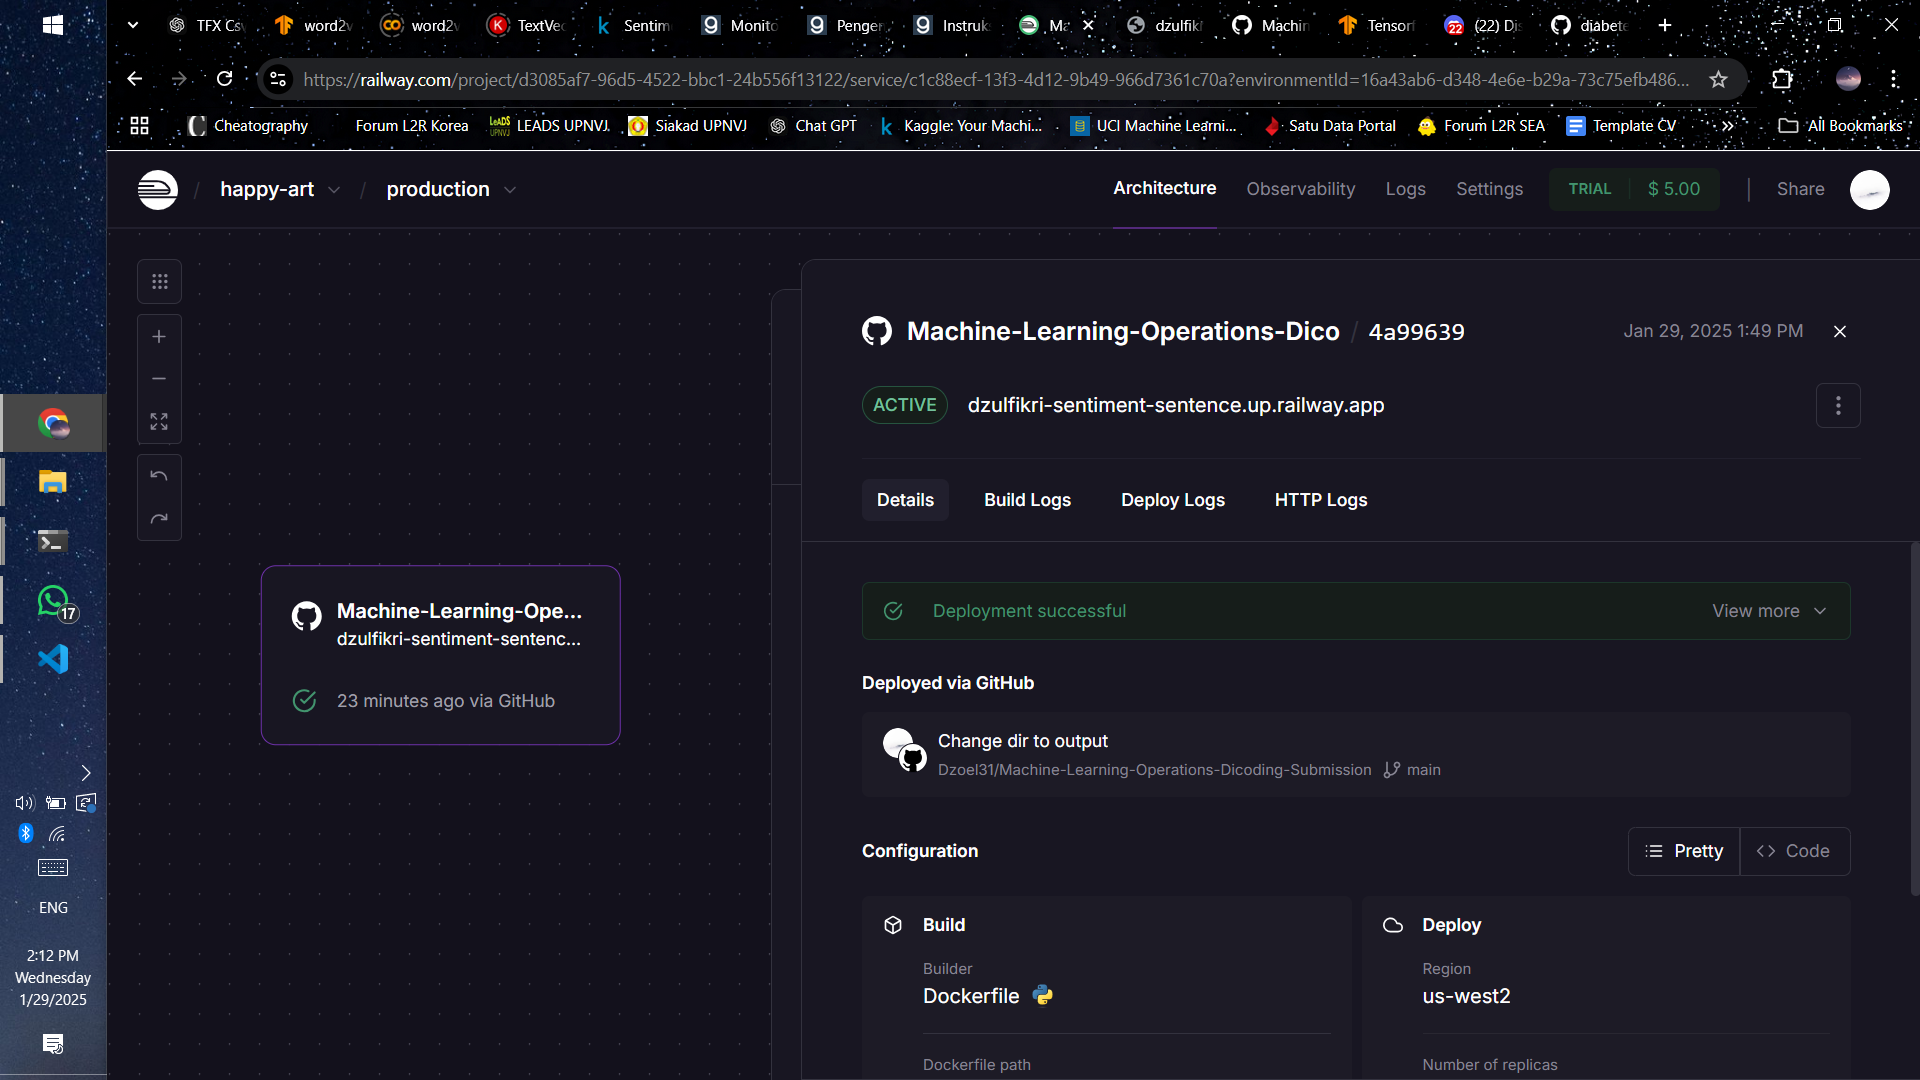 TFX Cs
word2v
word2v
TextVec
Sentim
Monito
Pengen
Instruk
Ma
dzulfikr
Machin
Tensorf
(22) Di
diabete
https://railway.com/project/d3085af7-96d5-4522-bbc1-24b556f13122/service/c1c88ecf-13f3-4d12-9b49-966d7361c70a?environmentId=16a43ab6-d348-4e6e-b29a-73c75efb486...
Cheatography
Forum L2R Korea
LEADS UPNVJ
Siakad UPNVJ
Chat GPT
Kaggle: Your Machi...
UCI Machine Learni...
Satu Data Portal
Forum L2R SEA
Template CV
All Bookmarks
/ happy-art / production
Architecture
Observability
Logs
Settings
TRIAL $ 5.00
Share
Machine-Learning-Operations-Dico / 4a99639
Jan 29, 2025 1:49 PM
ACTIVE dzulfikri-sentiment-sentence.up.railway.app
Details
Build Logs
Deploy Logs
HTTP Logs
Machine-Learning-Ope...
dzulfikri-sentiment-sentenc...
23 minutes ago via GitHub
Deployment successful
View more
Deployed via GitHub
Change dir to output
Dzoel31/Machine-Learning-Operations-Dicoding-Submission main
Configuration
Pretty
Code
Build
Builder
Dockerfile
Dockerfile path
Deploy
Region
us-west2
Number of replicas
17
ENG
2:12 PM
Wednesday
1/29/2025